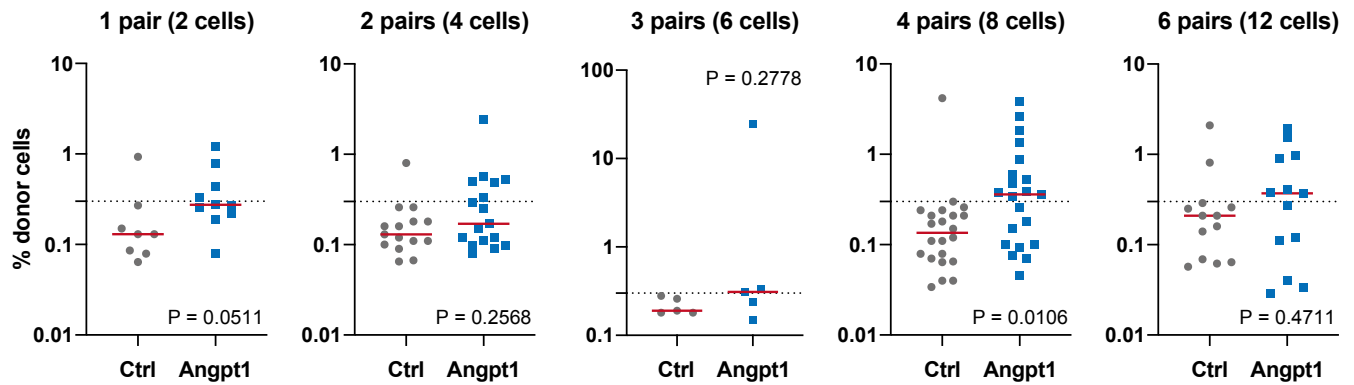 1 pair (2 cells)
% donor cells
10
1
0.1
0.01
P = 0.0511
Ctrl Angpt1
2 pairs (4 cells)
10
1
0.1
0.01
P = 0.2568
Ctrl Angpt1
3 pairs (6 cells)
100
10
1
0.1
P = 0.2778
Ctrl Angpt1
4 pairs (8 cells)
10
1
0.1
0.01
P = 0.0106
Ctrl Angpt1
6 pairs (12 cells)
10
1
0.1
0.01
P = 0.4711
Ctrl Angpt1